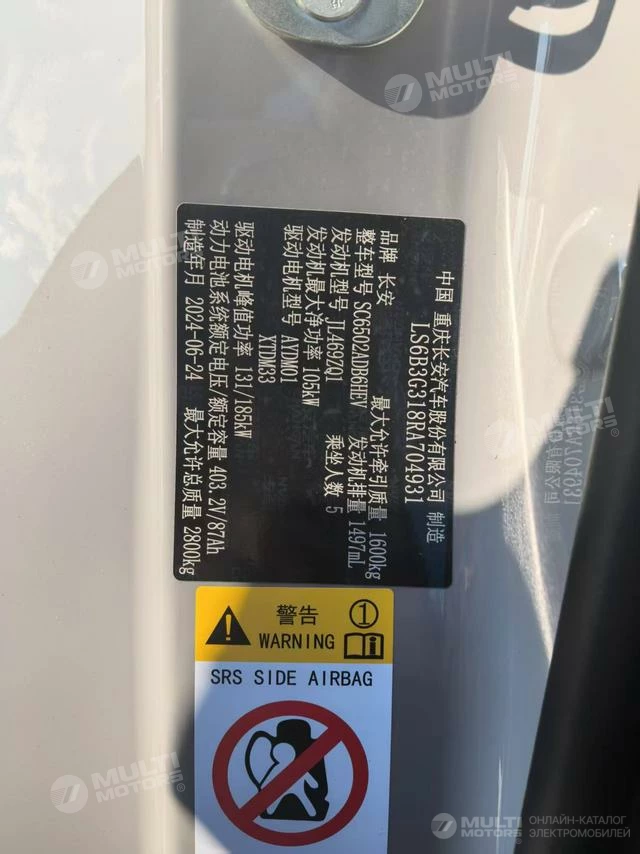 中国 重庆长安汽车股份有限公司 制造
LS6B3G318RA704931
品牌 长安 最大允许牵引质量 1600kg
整车型号 SC6502ADB6HEV 发动机排量 1497mL
发动机型号 JL469ZQ1 乘坐人数 5
发动机最大净功率 105kW
驱动电机型号 AYDM01
XTDM33
驱动电机峰值功率 131/185kW
动力电池系统额定电压/额定容量 403.2V/87Ah
制造年月 2024-06-24 最大允许总质量 2800kg
警告 1
WARNING
SRS SIDE AIRBAG
MULTI MOTORS
MULTI MOTORS
MULTI MOTORS
MULTI MOTORS
MULTI MOTORS ОНЛАЙН-КАТАЛОГ ЭЛЕКТРОМОБИЛЕЙ